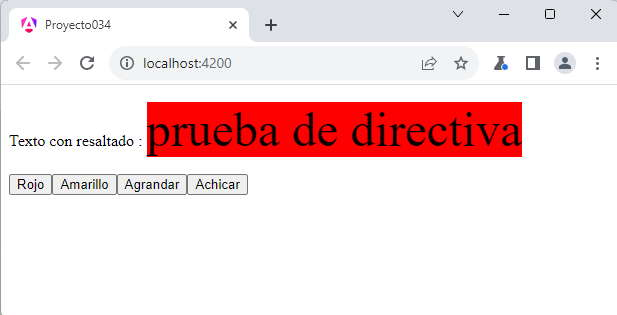 Proyecto034
localhost:4200
Texto con resaltado : prueba de directiva
Rojo Amarillo Agrandar Achicar